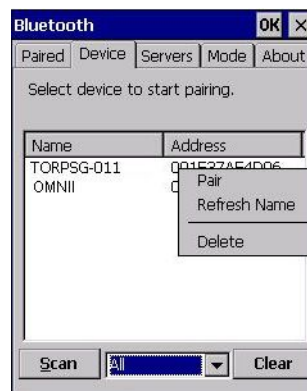 Bluetooth OK ×
Paired Device Servers Mode About
Select device to start pairing.
Name Address
TORPSG-011 001F37AF4D06
OMNII
Pair
Refresh Name
Delete
Scan All Clear